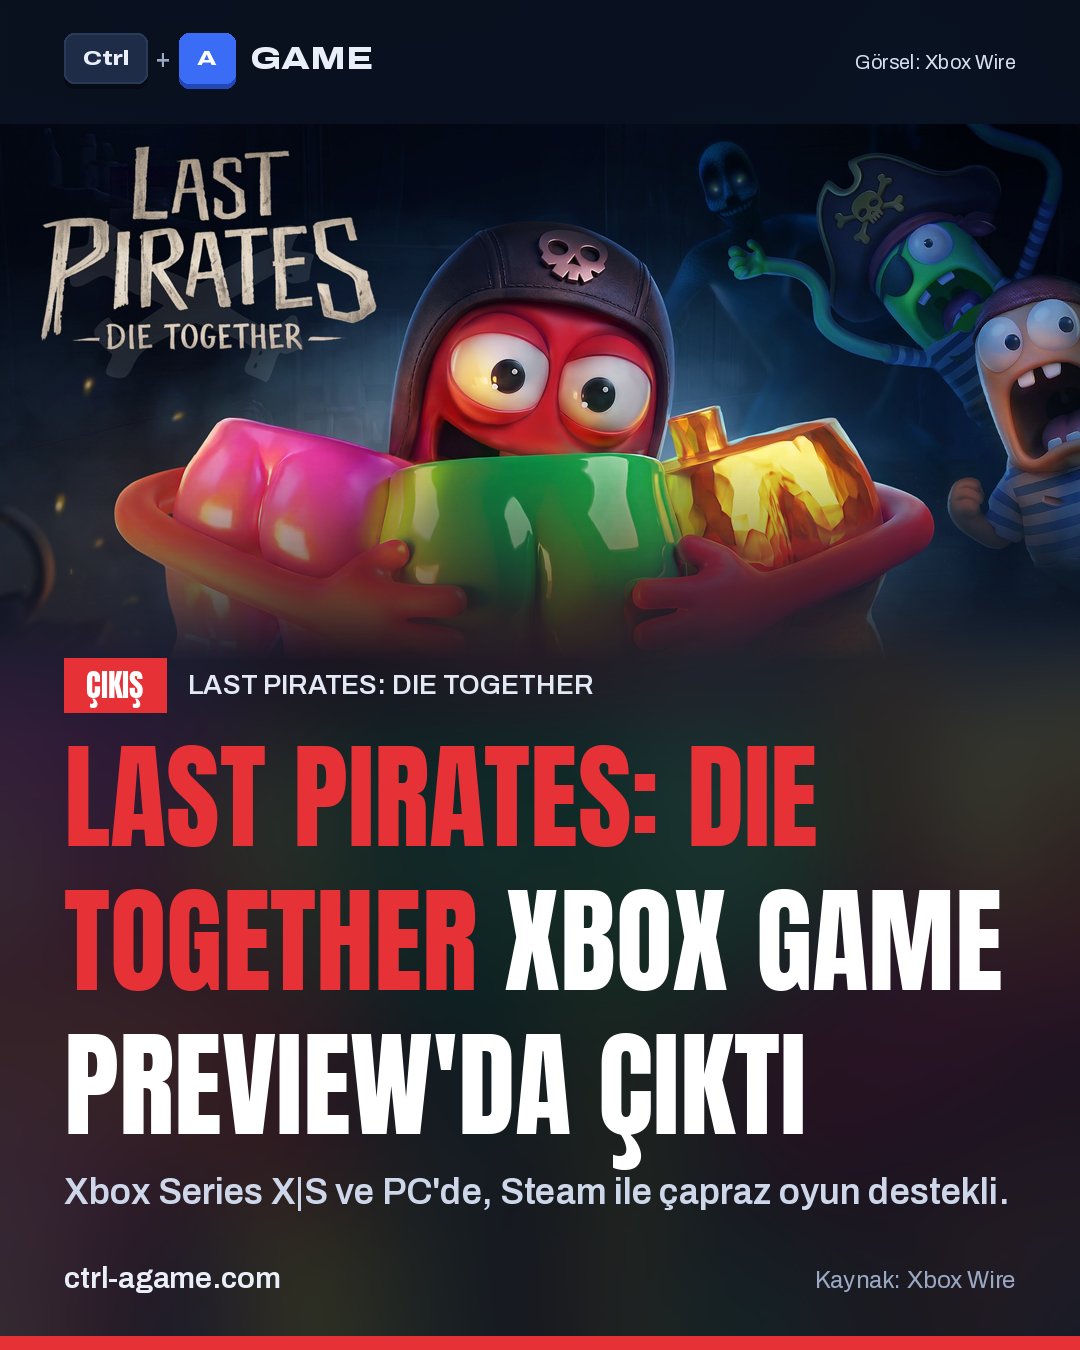 Ctrl + A GAME
Görsel: Xbox Wire
LAST
PIRATES
DIE TOGETHER
ÇIKIŞ
LAST PIRATES: DIE TOGETHER
LAST PIRATES: DIE
TOGETHER XBOX GAME
PREVIEW'DA ÇIKTI
Xbox Series X|S ve PC'de, Steam ile çapraz oyun destekli.
ctrl-agame.com
Kaynak: Xbox Wire